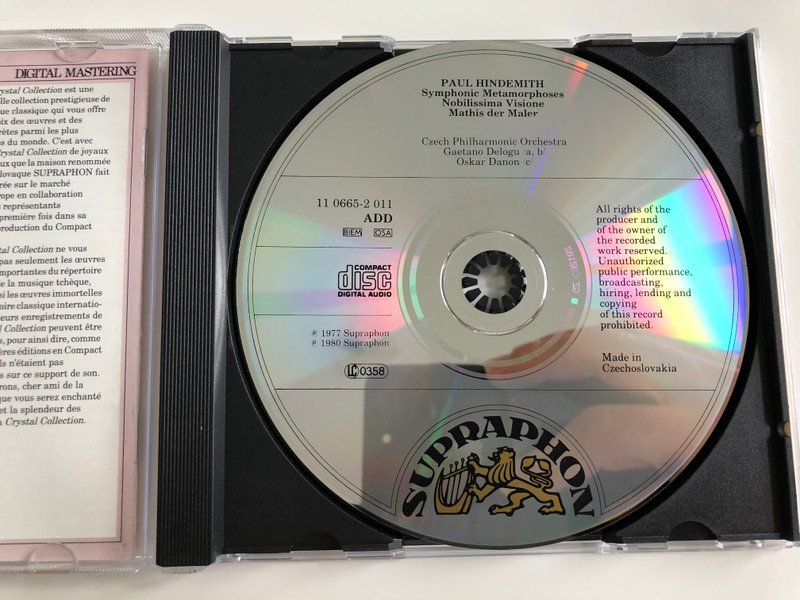 DIGITAL MASTERING
rystal Collection est une
lle collection prestigieuse de
ue classique qui vous offre
oix des œuvres et des
rètes parmi les plus
es du monde. C'est avec
Crystal Collection de joyaux
ux que la maison renommée
lovaque SUPRAPHON fait
rée sur le marché
rope en collaboration
s représentants
première fois dans sa
production du Compact
tal Collection ne vous
pas seulement les œuvres
mportantes du répertoire
e la musique tchèque,
si les œuvres immortelles
oire classique internatio-
eurs enregistrements de
l Collection peuvent être
s, pour ainsi dire, comme
ères éditions en Compact
ls n'étaient pas
s sur ce support de son.
rons, cher ami de la
que vous serez enchanté
et la splendeur des
a Crystal Collection.
PAUL HINDEMITH
Symphonic Metamorphoses
Nobilissima Visione
Mathis der Maler
Czech Philharmonic Orchestra
Gaetano Delogu /a, b/
Oskar Danon /c/
11 0665-2 011
ADD
BIEM OSA
COMPACT
disc
DIGITAL AUDIO
℗ 1977 Supraphon
℗ 1980 Supraphon
LC 0358
All rights of the
producer and
of the owner of
the recorded
work reserved.
Unauthorized
public performance,
broadcasting,
hiring, lending and
copying
of this record
prohibited.
Made in
Czechoslovakia
SUPRAPHON